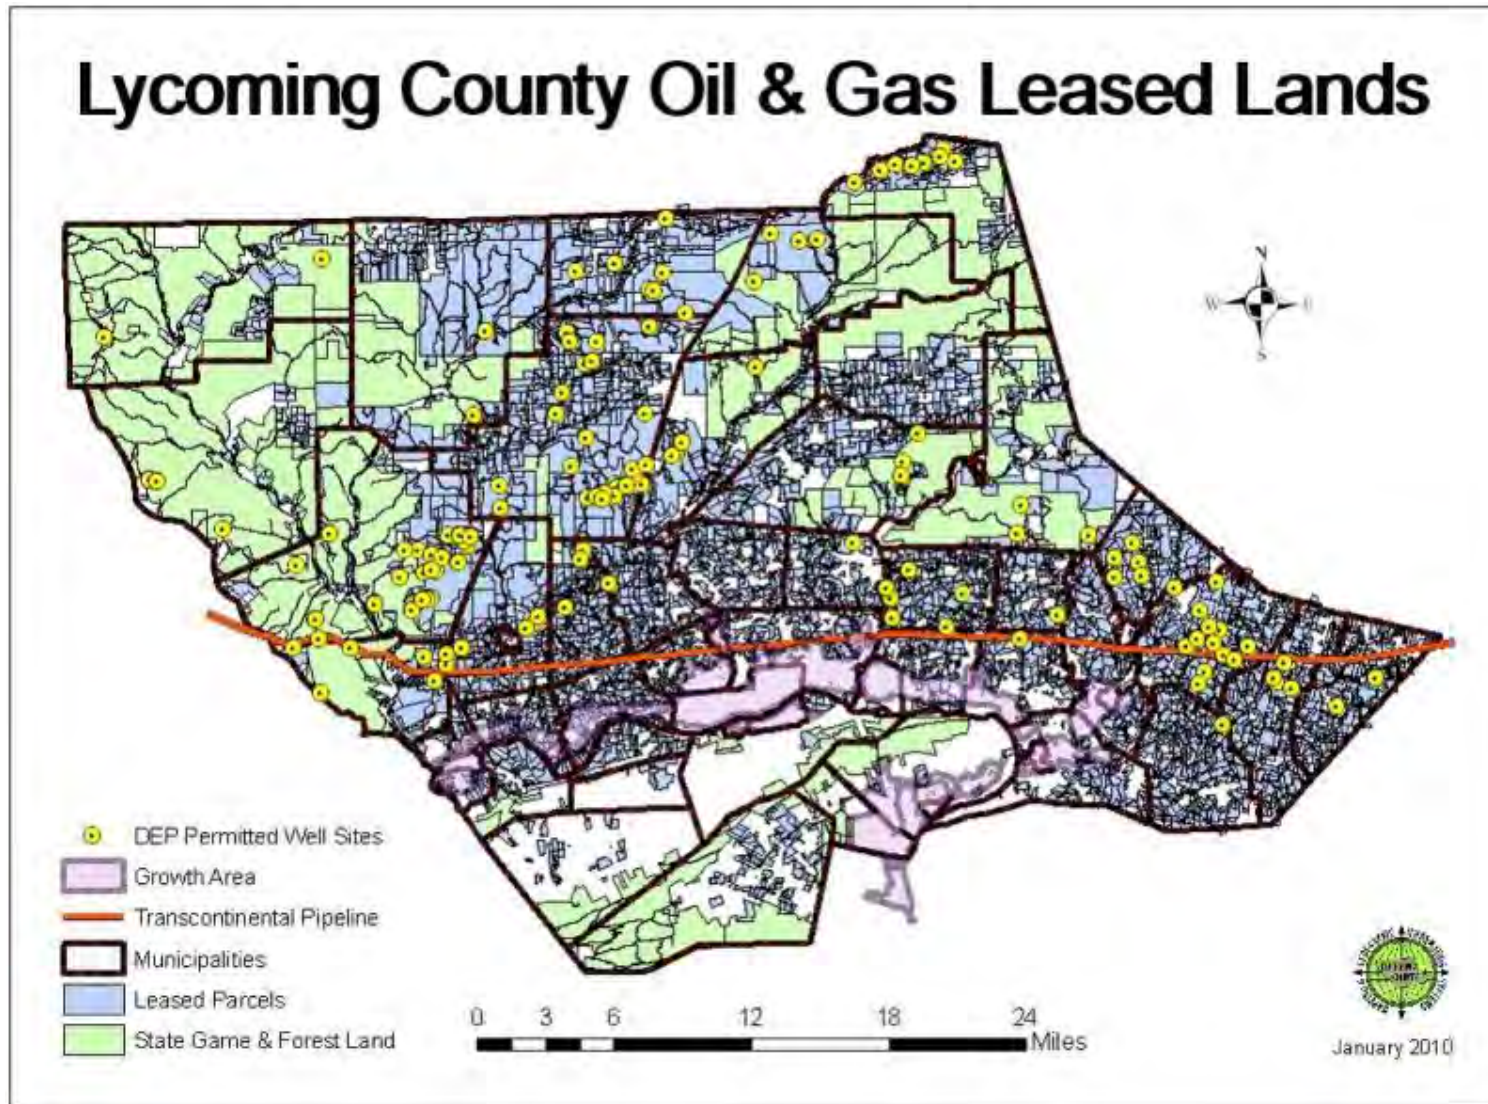 Lycoming County Oil & Gas Leased Lands
N
W E
S
DEP Permitted Well Sites
Growth Area
Transcontinental Pipeline
Municipalities
Leased Parcels
State Game & Forest Land
0 3 6 12 18 24
Miles
January 2010